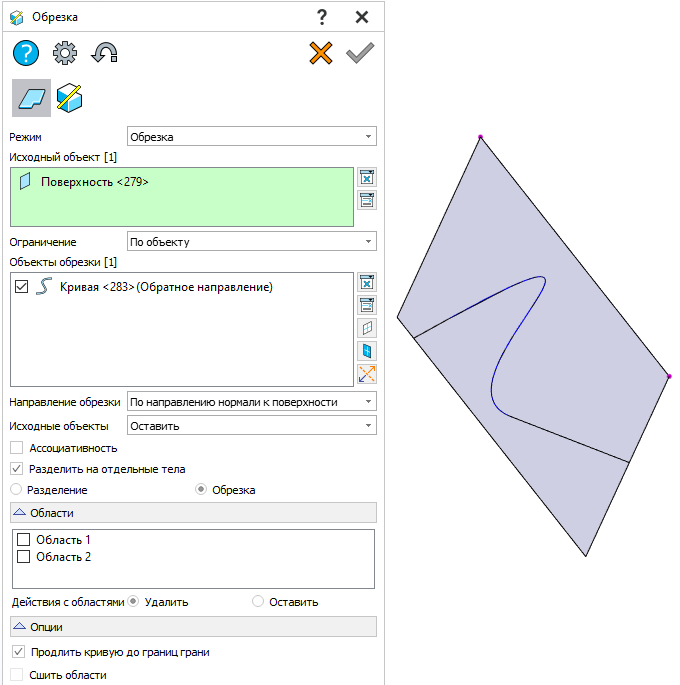 Обрезка
Режим Обрезка
Исходный объект [1]
Поверхность <279>
Ограничение По объекту
Объекты обрезки [1]
Кривая <283>(Обратное направление)
Направление обрезки По направлению нормали к поверхности
Исходные объекты Оставить
Ассоциативность
Разделить на отдельные тела
Разделение Обрезка
Области
Область 1
Область 2
Действия с областями Удалить Оставить
Опции
Продлить кривую до границ грани
Сшить области